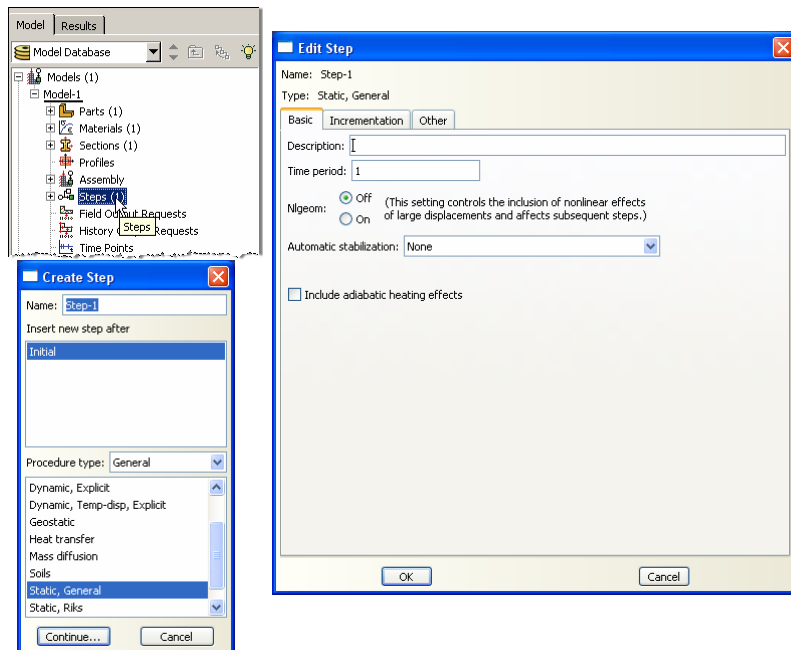 Model Results
Model Database
Models (1)
Model-1
Parts (1)
Materials (1)
Sections (1)
Profiles
Assembly
Steps (1)
Field Output Requests
Steps
History Requests
Time Points
Create Step
Name: Step-1
Insert new step after
Initial
Procedure type: General
Dynamic, Explicit
Dynamic, Temp-disp, Explicit
Geostatic
Heat transfer
Mass diffusion
Soils
Static, General
Static, Riks
Continue... Cancel
Edit Step
Name: Step-1
Type: Static, General
Basic Incrementation Other
Description:
Time period: 1
Nlgeom: Off
On
(This setting controls the inclusion of nonlinear effects
of large displacements and affects subsequent steps.)
Automatic stabilization: None
Include adiabatic heating effects
OK Cancel